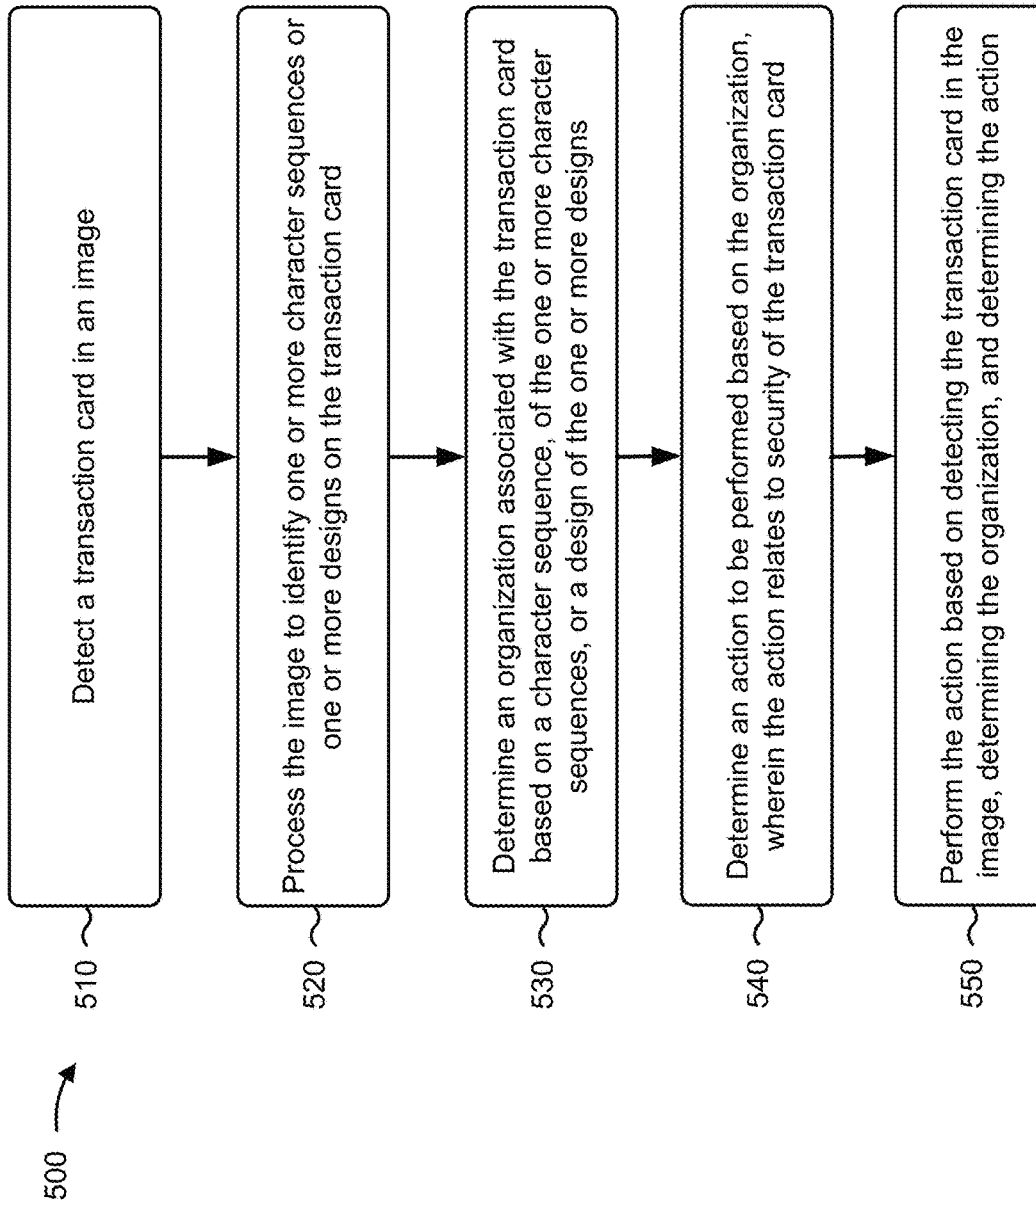 500
510
Detect a transaction card in an image
520
Process the image to identify one or more character sequences or
one or more designs on the transaction card
530
Determine an organization associated with the transaction card
based on a character sequence, of the one or more character
sequences, or a design of the one or more designs
540
Determine an action to be performed based on the organization,
wherein the action relates to security of the transaction card
550
Perform the action based on detecting the transaction card in the
image, determining the organization, and determining the action